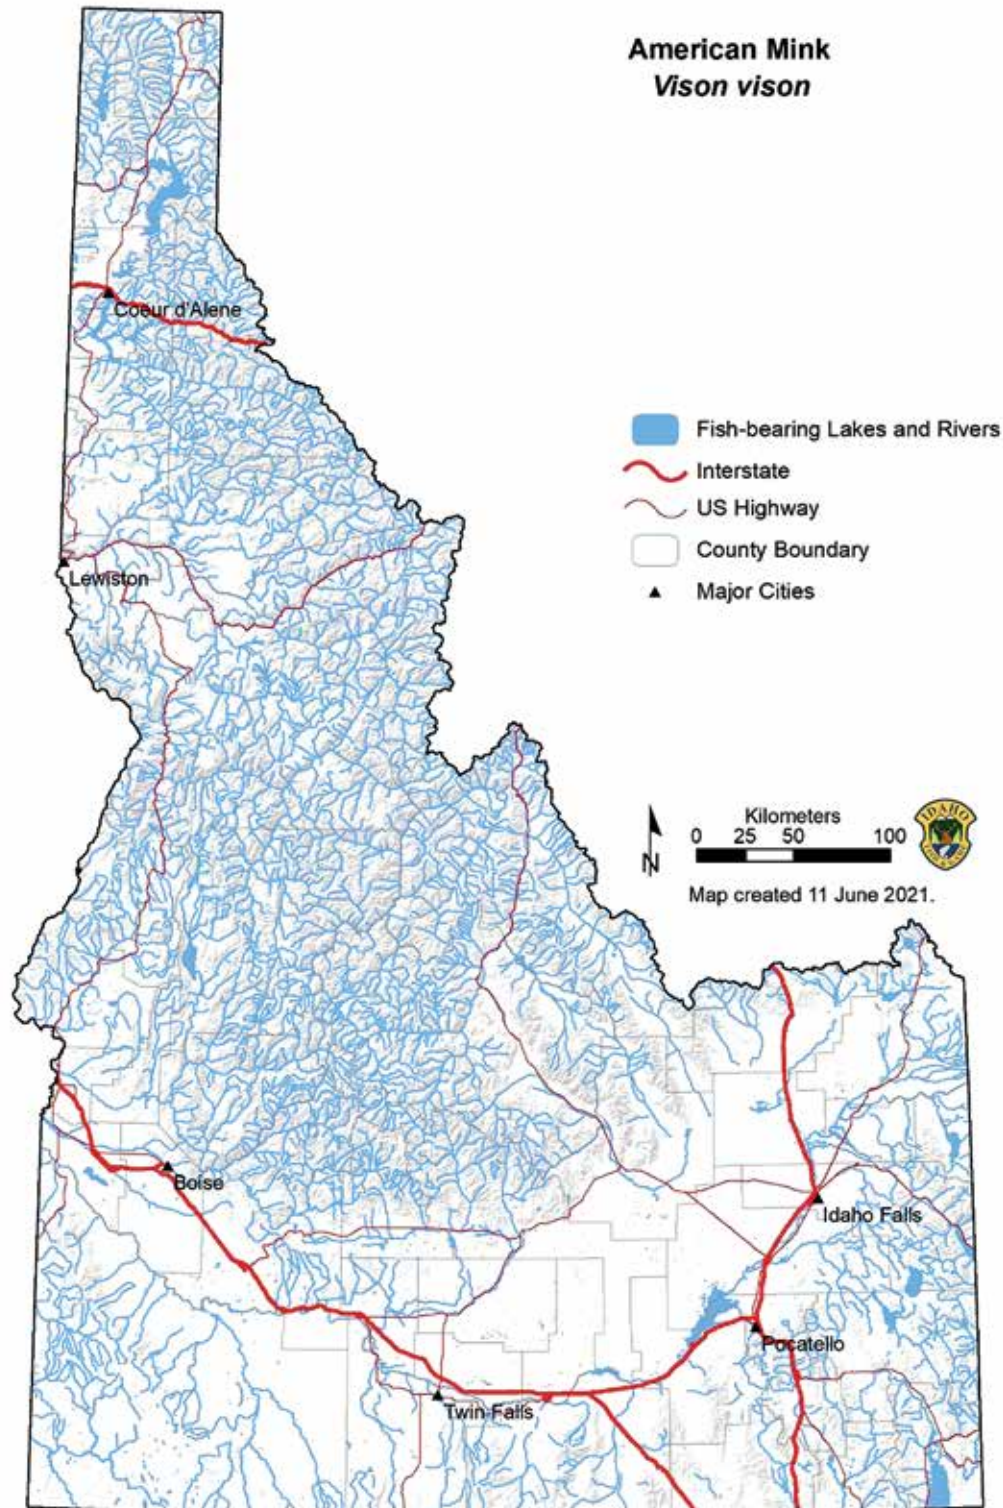 American Mink
Vison vison
Coeur d'Alene
Fish-bearing Lakes and Rivers
Interstate
US Highway
County Boundary
Major Cities
Lewiston
Kilometers
0 25 50 100
N
IDAHO
Map created 11 June 2021.
Boise
Idaho Falls
Pocatello
Twin Falls